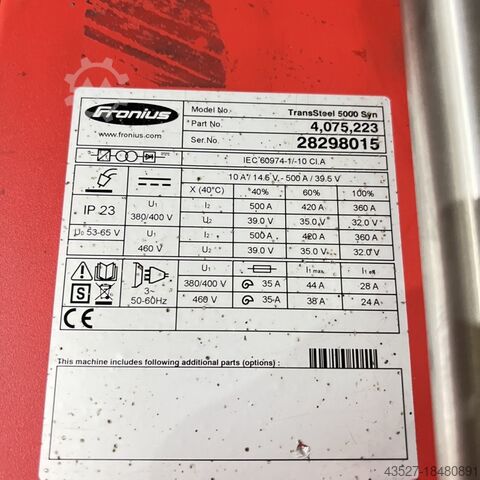 Fronius
www.fronius.com
Model No.: TransSteel 5000 Syn
Part No.: 4,075,223
Ser.No.: 28298015
IEC 60974-1/-10 Cl.A
10 A / 14.6 V - 500 A / 39.5 V
X (40°C) 40% 60% 100%
IP 23 U1 380/400 V I2 500 A 420 A 360 A
U2 39.0 V 35.0 V 32.0 V
U0 53-65 V U1 460 V I2 500 A 420 A 360 A
U2 39.0 V 35.0 V 32.0 V
U1 I1 max. I1 eff.
3~ 50-60Hz 380/400 V 35 A 44 A 28 A
S 460 V 35 A 38 A 24 A
CE
This machine includes following additional parts (options) :
43527-18480891